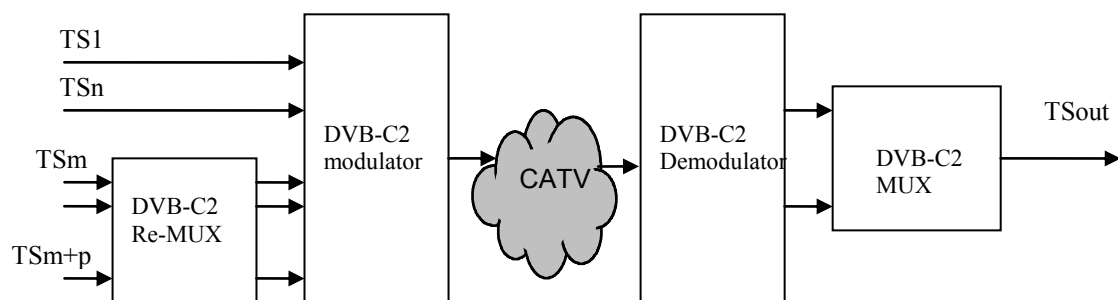 TS1
TSn
TSm
TSm+p
DVB-C2
Re-MUX
DVB-C2
modulator
CATV
DVB-C2
Demodulator
DVB-C2
MUX
TSout